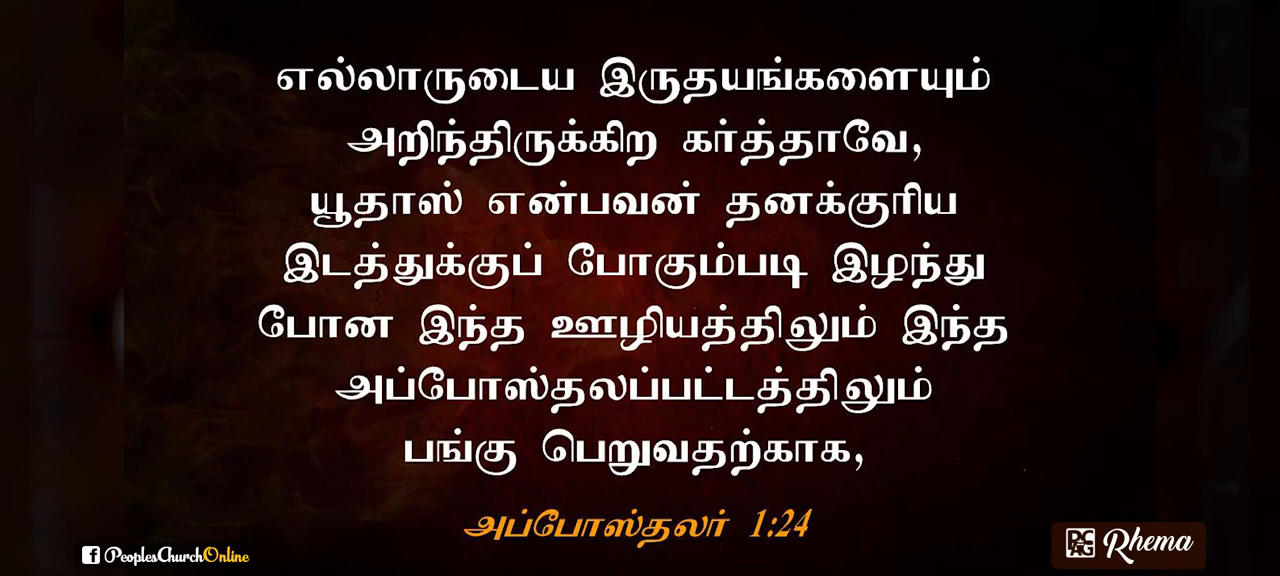 எல்லாருடைய இருதயங்களையும்
அறிந்திருக்கிற கர்த்தாவே,
யூதாஸ் என்பவன் தனக்குரிய
இடத்துக்குப் போகும்படி இழந்து
போன இந்த ஊழியத்திலும் இந்த
அப்போஸ்தலப்பட்டத்திலும்
பங்கு பெறுவதற்காக,
அப்போஸ்தலர் 1:24
f PeoplesChurchOnline
PCAG Rhema